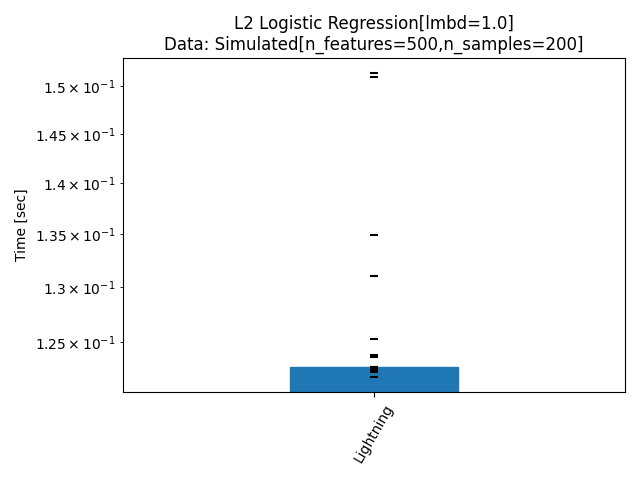 L2 Logistic Regression[lmbd=1.0]
Data: Simulated[n_features=500,n_samples=200]
1.5 × 10⁻¹
1.45 × 10⁻¹
1.4 × 10⁻¹
1.35 × 10⁻¹
1.3 × 10⁻¹
1.25 × 10⁻¹
Time [sec]
Lightning